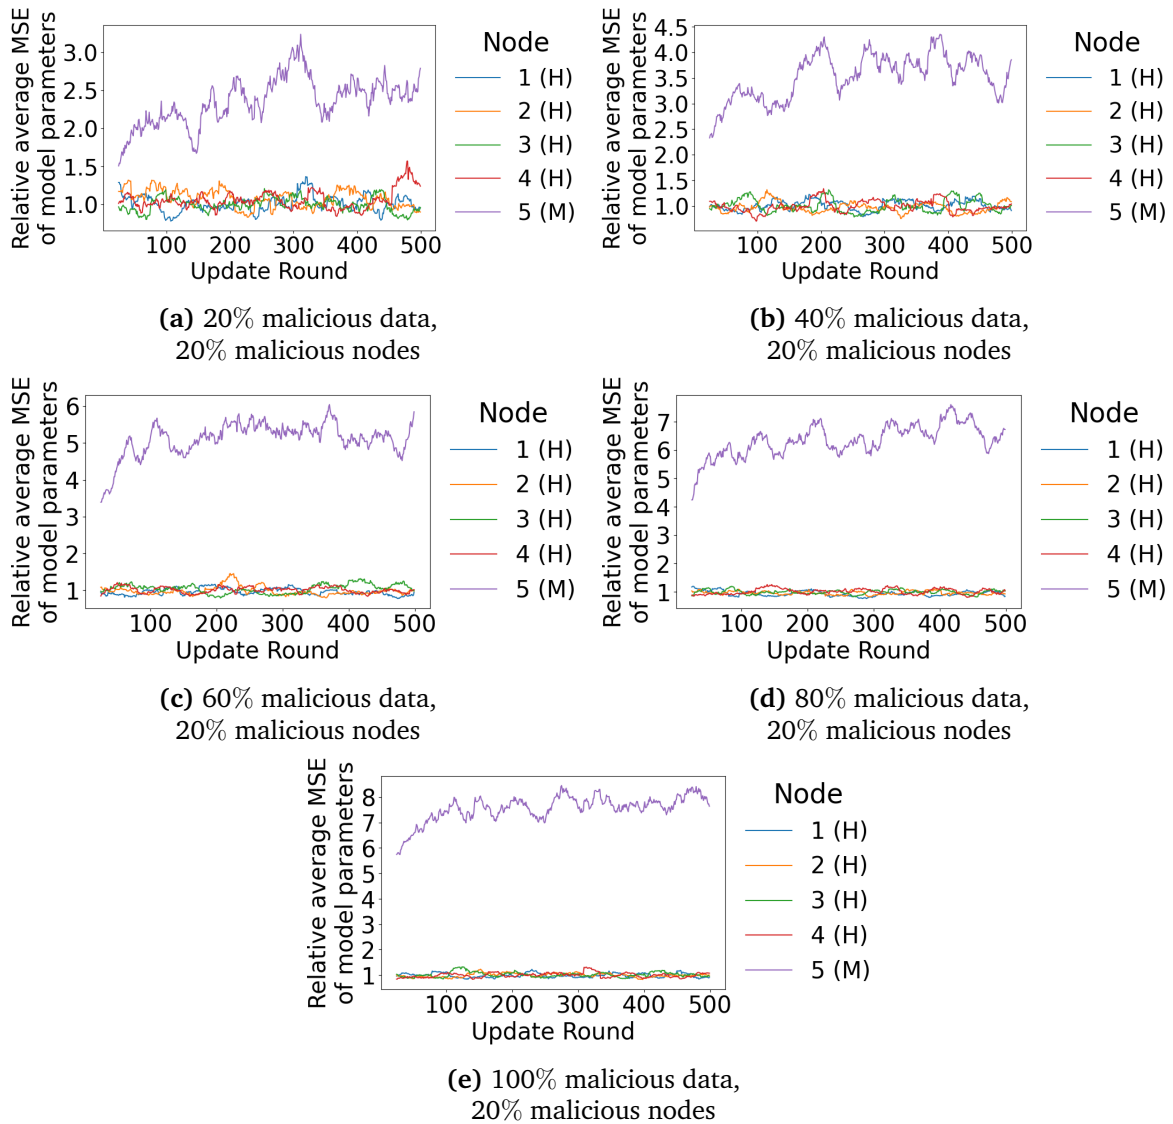 Relative average MSE
of model parameters
3.0
2.5
2.0
1.5
1.0
100 200 300 400 500
Update Round
Node
1 (H)
2 (H)
3 (H)
4 (H)
5 (M)
(a) 20% malicious data,
20% malicious nodes
Relative average MSE
of model parameters
4.5
4.0
3.5
3.0
2.5
2.0
1.5
1.0
100 200 300 400 500
Update Round
Node
1 (H)
2 (H)
3 (H)
4 (H)
5 (M)
(b) 40% malicious data,
20% malicious nodes
Relative average MSE
of model parameters
6
5
4
3
2
1
100 200 300 400 500
Update Round
Node
1 (H)
2 (H)
3 (H)
4 (H)
5 (M)
(c) 60% malicious data,
20% malicious nodes
Relative average MSE
of model parameters
7
6
5
4
3
2
1
100 200 300 400 500
Update Round
Node
1 (H)
2 (H)
3 (H)
4 (H)
5 (M)
(d) 80% malicious data,
20% malicious nodes
Relative average MSE
of model parameters
8
7
6
5
4
3
2
1
100 200 300 400 500
Update Round
Node
1 (H)
2 (H)
3 (H)
4 (H)
5 (M)
(e) 100% malicious data,
20% malicious nodes